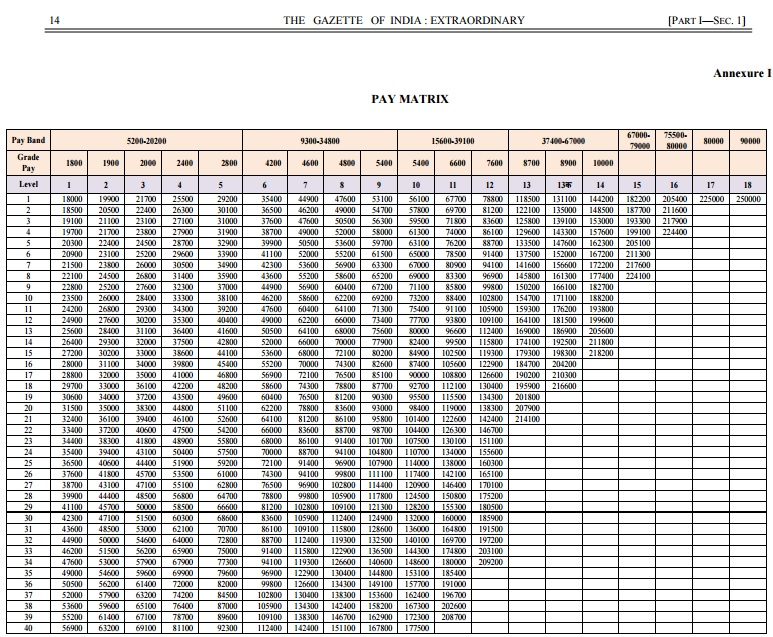 14 THE GAZETTE OF INDIA : EXTRAORDINARY [PART I—SEC. 1]
Annexure I
PAY MATRIX
Pay Band 5200-20200 9300-34800 15600-39100 37400-67000 67000-79000 75500-80000 80000 90000
Grade Pay 1800 1900 2000 2400 2800 4200 4600 4800 5400 5400 6600 7600 8700 8900 10000
Level 1 2 3 4 5 6 7 8 9 10 11 12 13 13क 14 15 16 17 18
1 18000 19900 21700 25500 29200 35400 44900 47600 53100 56100 67700 78800 118500 131100 144200 182200 205400 225000 250000
2 18500 20500 22400 26300 30100 36500 46200 49000 54700 57800 69700 81200 122100 135000 148500 187700 211600
3 19100 21100 23100 27100 31000 37600 47600 50500 56300 59500 71800 83600 125800 139100 153000 193300 217900
4 19700 21700 23800 27900 31900 38700 49000 52000 58000 61300 74000 86100 129600 143300 157600 199100 224400
5 20300 22400 24500 28700 32900 39900 50500 53600 59700 63100 76200 88700 133500 147600 162300 205100
6 20900 23100 25200 29600 33900 41100 52000 55200 61500 65000 78500 91400 137500 152000 167200 211300
7 21500 23800 26000 30500 34900 42300 53600 56900 63300 67000 80900 94100 141600 156600 172200 217600
8 22100 24500 26800 31400 35900 43600 55200 58600 65200 69000 83300 96900 145800 161300 177400 224100
9 22800 25200 27600 32300 37000 44900 56900 60400 67200 71100 85800 99800 150200 166100 182700
10 23500 26000 28400 33300 38100 46200 58600 62200 69200 73200 88400 102800 154700 171100 188200
11 24200 26800 29300 34300 39200 47600 60400 64100 71300 75400 91100 105900 159300 176200 193800
12 24900 27600 30200 35300 40400 49000 62200 66000 73400 77700 93800 109100 164100 181500 199600
13 25600 28400 31100 36400 41600 50500 64100 68000 75600 80000 96600 112400 169000 186900 205600
14 26400 29300 32000 37500 42800 52000 66000 70000 77900 82400 99500 115800 174100 192500 211800
15 27200 30200 33000 38600 44100 53600 68000 72100 80200 84900 102500 119300 179300 198300 218200
16 28000 31100 34000 39800 45400 55200 70000 74300 82600 87400 105600 122900 184700 204200
17 28800 32000 35000 41000 46800 56900 72100 76500 85100 90000 108800 126600 190200 210300
18 29700 33000 36100 42200 48200 58600 74300 78800 87700 92700 112100 130400 195900 216600
19 30600 34000 37200 43500 49600 60400 76500 81200 90300 95500 115500 134300 201800
20 31500 35000 38300 44800 51100 62200 78800 83600 93000 98400 119000 138300 207900
21 32400 36100 39400 46100 52600 64100 81200 86100 95800 101400 122600 142400 214100
22 33400 37200 40600 47500 54200 66000 83600 88700 98700 104400 126300 146700
23 34400 38300 41800 48900 55800 68000 86100 91400 101700 107500 130100 151100
24 35400 39400 43100 50400 57500 70000 88700 94100 104800 110700 134000 155600
25 36500 40600 44400 51900 59200 72100 91400 96900 107900 114000 138000 160300
26 37600 41800 45700 53500 61000 74300 94100 99800 111100 117400 142100 165100
27 38700 43100 47100 55100 62800 76500 96900 102800 114400 120900 146400 170100
28 39900 44400 48500 56800 64700 78800 99800 105900 117800 124500 150800 175200
29 41100 45700 50000 58500 66600 81200 102800 109100 121300 128200 155300 180500
30 42300 47100 51500 60300 68600 83600 105900 112400 124900 132000 160000 185900
31 43600 48500 53000 62100 70700 86100 109100 115800 128600 136000 164800 191500
32 44900 50000 54600 64000 72800 88700 112400 119300 132500 140100 169700 197200
33 46200 51500 56200 65900 75000 91400 115800 122900 136500 144300 174800 203100
34 47600 53000 57900 67900 77300 94100 119300 126600 140600 148600 180000 209200
35 49000 54600 59600 69900 79600 96900 122900 130400 144800 153100 185400
36 50500 56200 61400 72000 82000 99800 126600 134300 149100 157700 191000
37 52000 57900 63200 74200 84500 102800 130400 138300 153600 162400 196700
38 53600 59600 65100 76400 87000 105900 134300 142400 158200 167300 202600
39 55200 61400 67100 78700 89600 109100 138300 146700 162900 172300 208700
40 56900 63200 69100 81100 92300 112400 142400 151100 167800 177500